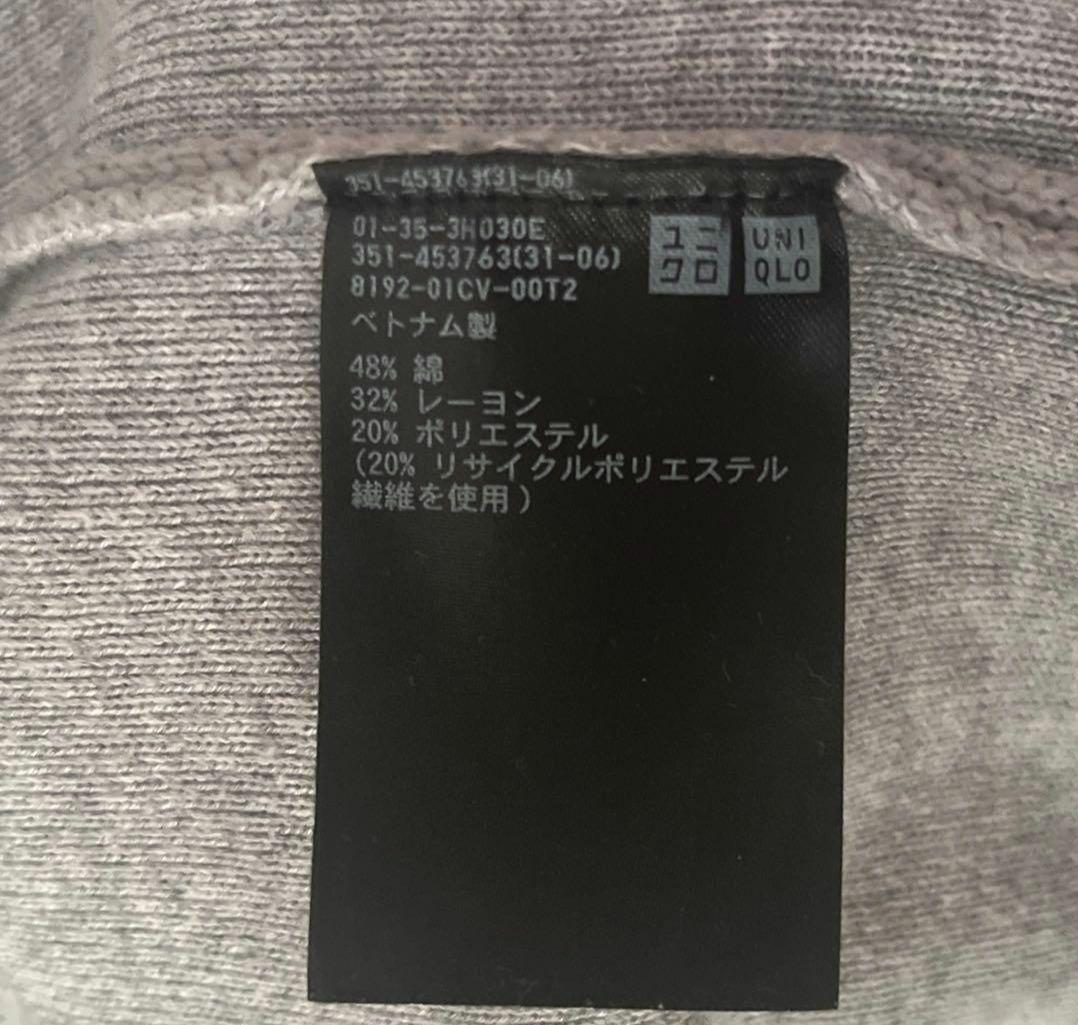 351-453763(31-06)
01-35-3H030E
351-453763(31-06)
8192-01CV-00T2
ユニ
クロ
UNI
QLO
ベトナム製
48% 綿
32% レーヨン
20% ポリエステル
(20% リサイクルポリエステル
繊維を使用)